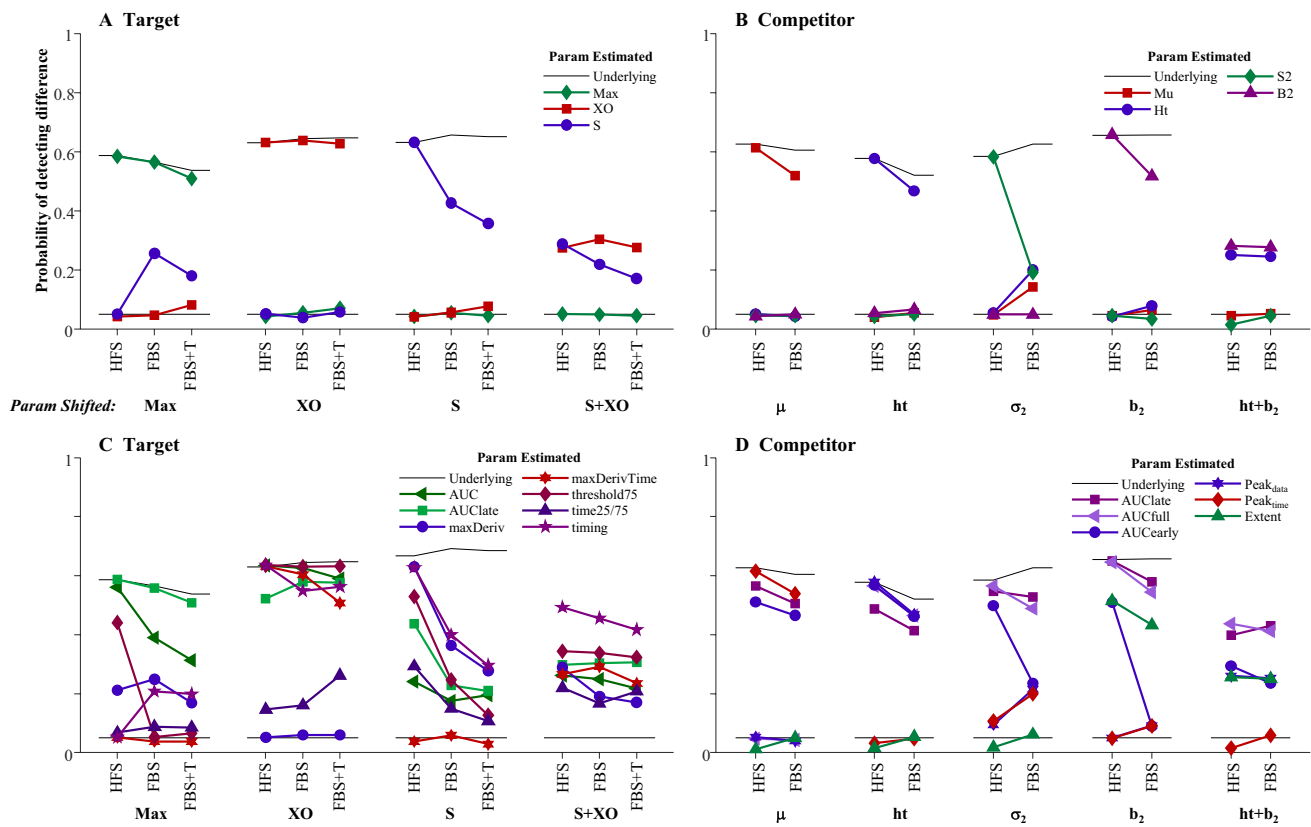 A Target
Probability of detecting difference
1
0.8
0.6
0.4
0.2
0
Param Estimated
Underlying
Max
XO
S
HFS
FBS
FBS+T
HFS
FBS
FBS+T
HFS
FBS
FBS+T
HFS
FBS
FBS+T
Param Shifted:
Max
XO
S
S+XO
B Competitor
1
0
Param Estimated
Underlying
Mu
Ht
S2
B2
HFS
FBS
HFS
FBS
HFS
FBS
HFS
FBS
HFS
FBS
μ
ht
σ₂
b₂
ht+b₂
C Target
1
0
Param Estimated
Underlying
AUC
AUClate
maxDeriv
maxDerivTime
threshold75
time25/75
timing
HFS
FBS
FBS+T
HFS
FBS
FBS+T
HFS
FBS
FBS+T
HFS
FBS
FBS+T
Max
XO
S
S+XO
D Competitor
1
0
Param Estimated
Underlying
AUClate
AUCfull
AUCearly
Peak_data
Peak_time
Extent
HFS
FBS
HFS
FBS
HFS
FBS
HFS
FBS
HFS
FBS
μ
ht
σ₂
b₂
ht+b₂